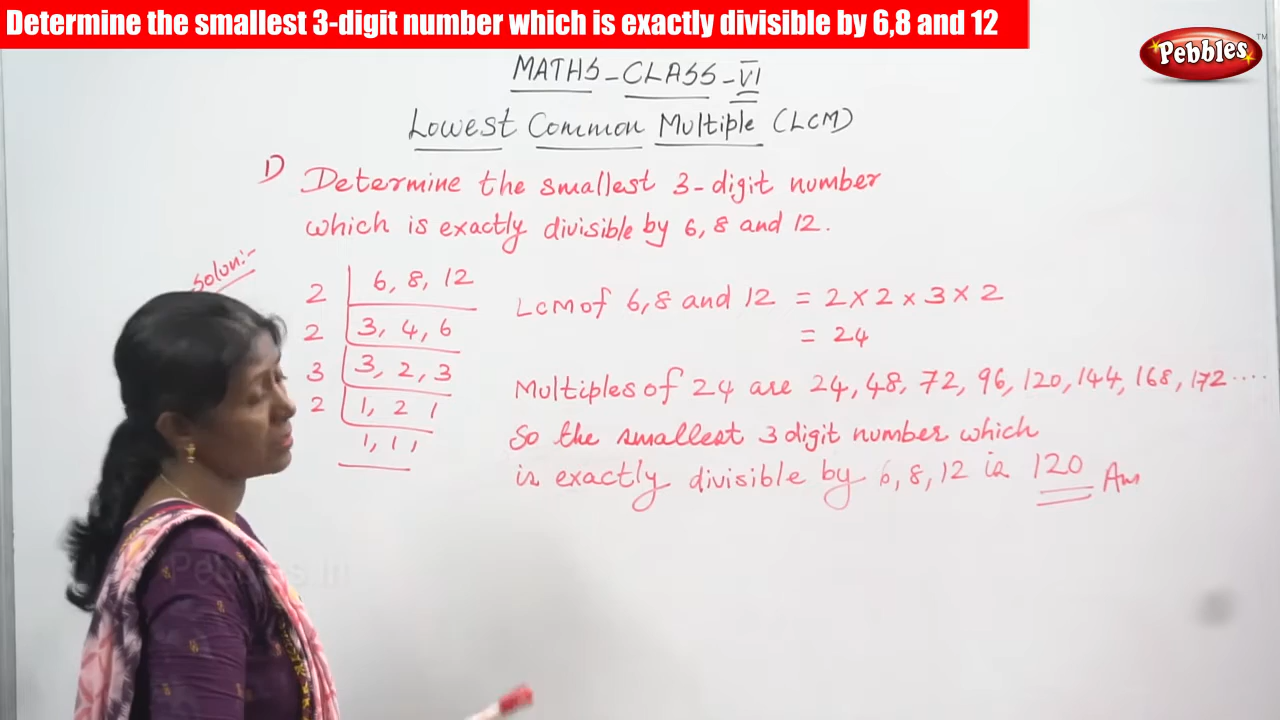 Determine the smallest 3-digit number which is exactly divisible by 6,8 and 12
Pebbles TM
MATHS - CLASS - VI
Lowest Common Multiple (LCM)
1) Determine the smallest 3-digit number
which is exactly divisible by 6, 8 and 12.
Soln:-
2 6, 8, 12
2 3, 4, 6
3 3, 2, 3
2 1, 2 1
1, 1 1
LCM of 6, 8 and 12 = 2 × 2 × 3 × 2
= 24
Multiples of 24 are 24, 48, 72, 96, 120, 144, 168, 172 ....
So the smallest 3 digit number which
is exactly divisible by 6, 8, 12 is 120 Ans
Pebbles.in